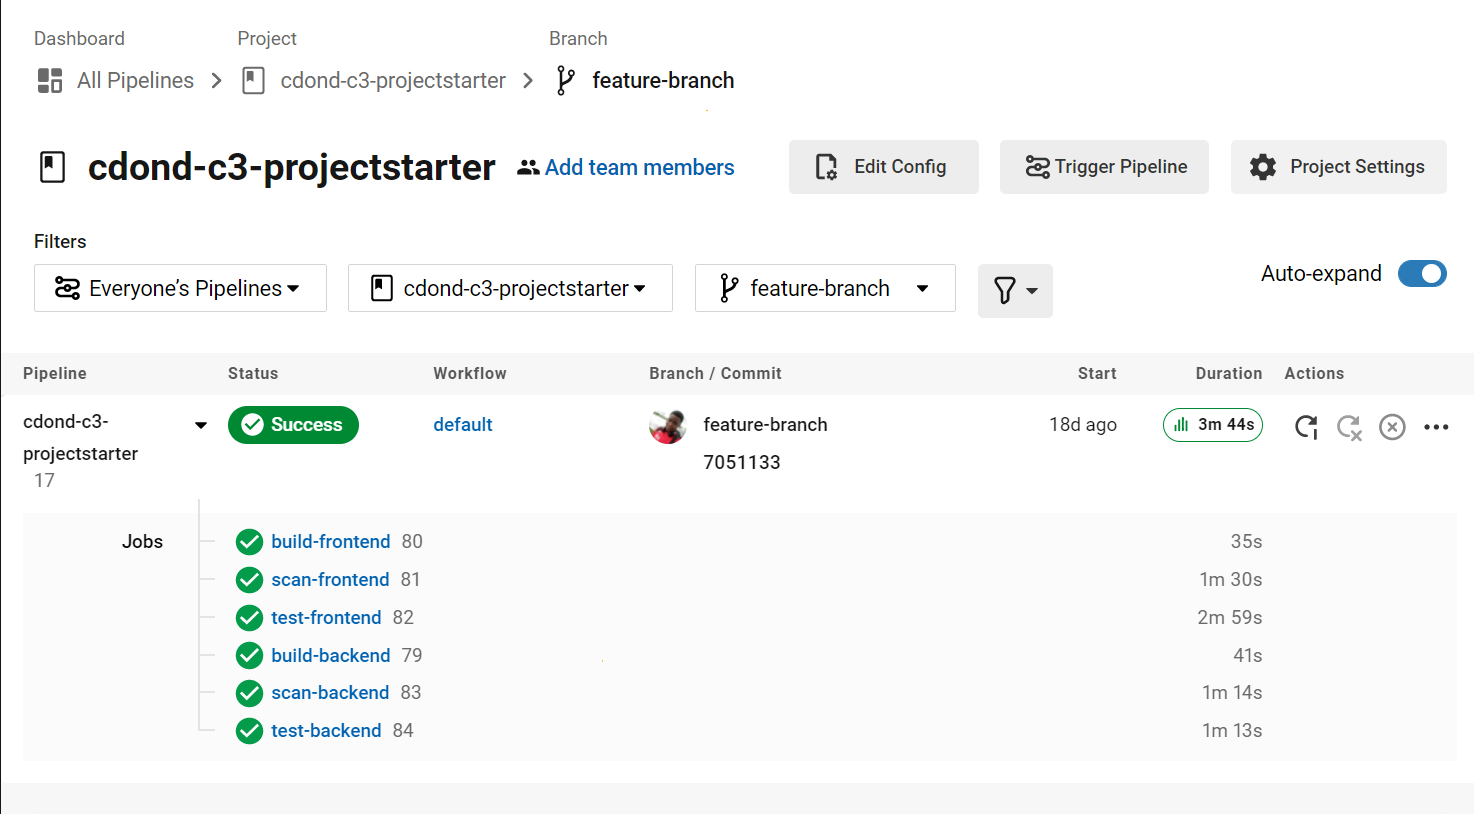 Dashboard Project Branch
All Pipelines cdond-c3-projectstarter feature-branch
cdond-c3-projectstarter Add team members Edit Config Trigger Pipeline Project Settings
Filters
Everyone’s Pipelines cdond-c3-projectstarter feature-branch Auto-expand
Pipeline Status Workflow Branch / Commit Start Duration Actions
cdond-c3- Success default feature-branch 18d ago 3m 44s
projectstarter 7051133
17
Jobs build-frontend 80 35s
scan-frontend 81 1m 30s
test-frontend 82 2m 59s
build-backend 79 41s
scan-backend 83 1m 14s
test-backend 84 1m 13s